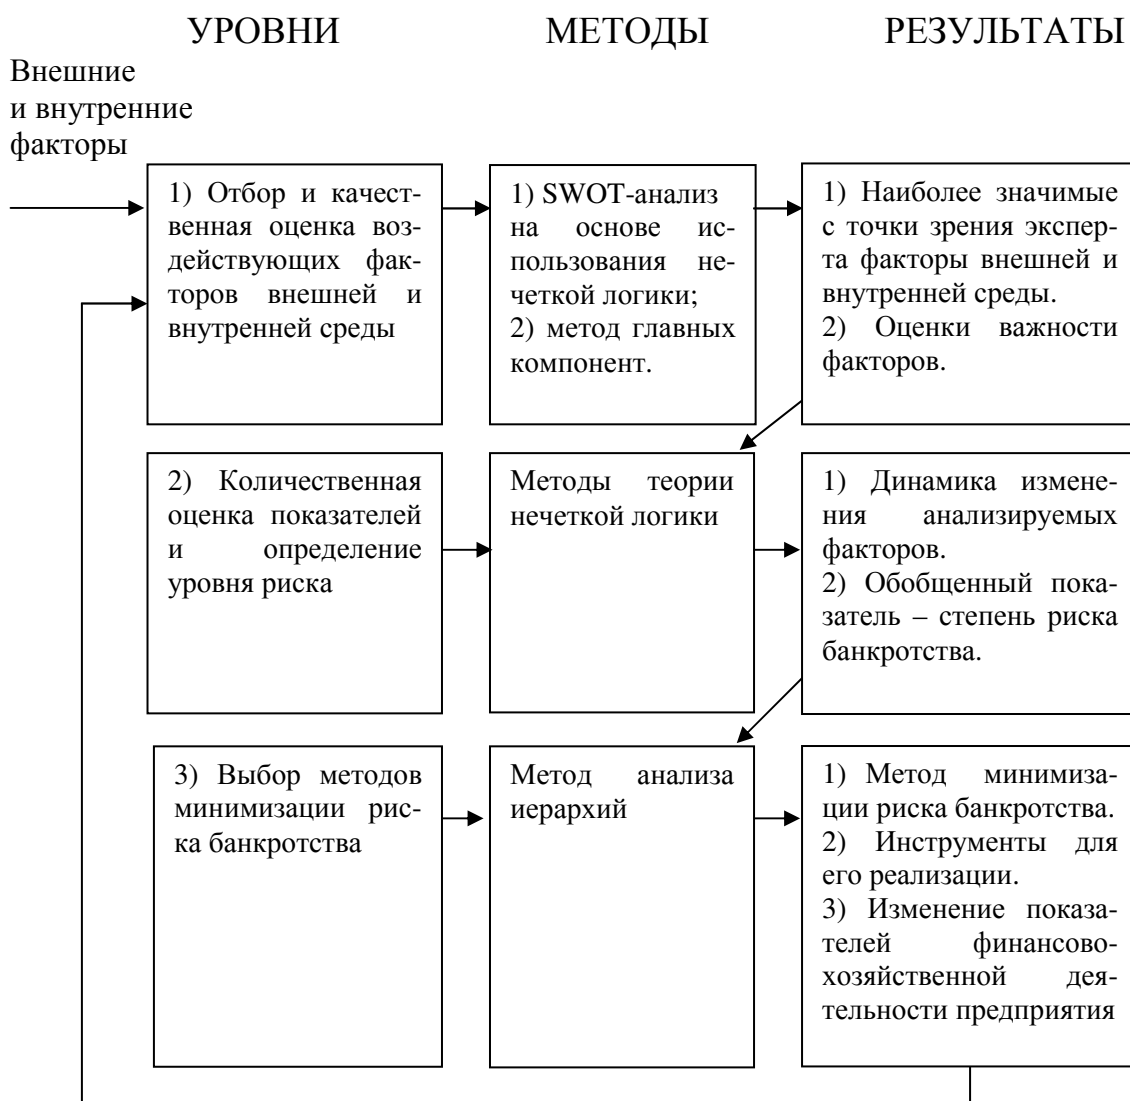 УРОВНИ
МЕТОДЫ
РЕЗУЛЬТАТЫ
Внешние
и внутренние
факторы
1) Отбор и качест-
венная оценка воз-
действующих фак-
торов внешней и
внутренней среды
1) SWOT-анализ
на основе ис-
пользования не-
четкой логики;
2) метод главных
компонент.
1) Наиболее значимые
с точки зрения экспер-
та факторы внешней и
внутренней среды.
2) Оценки важности
факторов.
2) Количественная
оценка показателей
и определение
уровня риска
Методы теории
нечеткой логики
1) Динамика измене-
ния анализируемых
факторов.
2) Обобщенный пока-
затель – степень риска
банкротства.
3) Выбор методов
минимизации рис-
ка банкротства
Метод анализа
иерархий
1) Метод минимиза-
ции риска банкротства.
2) Инструменты для
его реализации.
3) Изменение показа-
телей финансово-
хозяйственной дея-
тельности предприятия